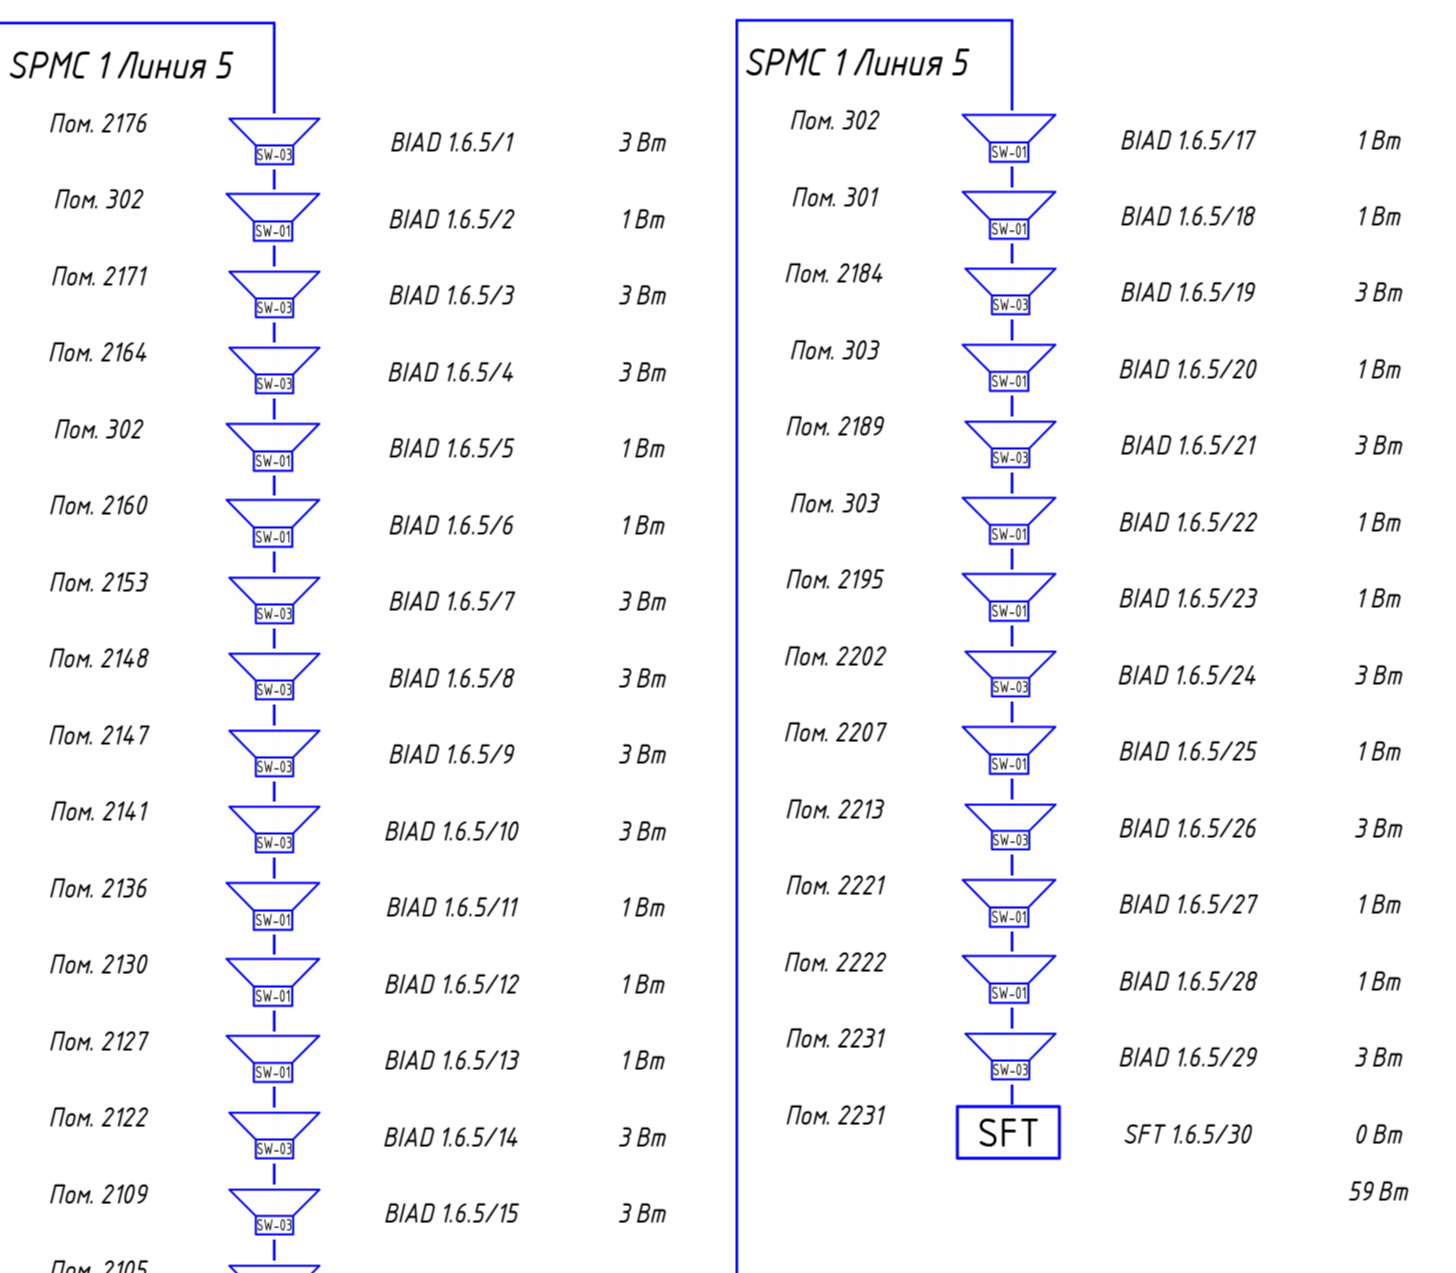 SPMC 1 Линия 5
Пом. 2176 SW-03 BIAD 1.6.5/1 3 Вт
Пом. 302 SW-01 BIAD 1.6.5/2 1 Вт
Пом. 2171 SW-03 BIAD 1.6.5/3 3 Вт
Пом. 2164 SW-03 BIAD 1.6.5/4 3 Вт
Пом. 302 SW-01 BIAD 1.6.5/5 1 Вт
Пом. 2160 SW-01 BIAD 1.6.5/6 1 Вт
Пом. 2153 SW-03 BIAD 1.6.5/7 3 Вт
Пом. 2148 SW-03 BIAD 1.6.5/8 3 Вт
Пом. 2147 SW-03 BIAD 1.6.5/9 3 Вт
Пом. 2141 SW-03 BIAD 1.6.5/10 3 Вт
Пом. 2136 SW-01 BIAD 1.6.5/11 1 Вт
Пом. 2130 SW-01 BIAD 1.6.5/12 1 Вт
Пом. 2127 SW-01 BIAD 1.6.5/13 1 Вт
Пом. 2122 SW-03 BIAD 1.6.5/14 3 Вт
Пом. 2109 SW-03 BIAD 1.6.5/15 3 Вт
Пом. 2105
SPMC 1 Линия 5
Пом. 302 SW-01 BIAD 1.6.5/17 1 Вт
Пом. 301 SW-01 BIAD 1.6.5/18 1 Вт
Пом. 2184 SW-03 BIAD 1.6.5/19 3 Вт
Пом. 303 SW-01 BIAD 1.6.5/20 1 Вт
Пом. 2189 SW-03 BIAD 1.6.5/21 3 Вт
Пом. 303 SW-01 BIAD 1.6.5/22 1 Вт
Пом. 2195 SW-01 BIAD 1.6.5/23 1 Вт
Пом. 2202 SW-03 BIAD 1.6.5/24 3 Вт
Пом. 2207 SW-01 BIAD 1.6.5/25 1 Вт
Пом. 2213 SW-03 BIAD 1.6.5/26 3 Вт
Пом. 2221 SW-01 BIAD 1.6.5/27 1 Вт
Пом. 2222 SW-01 BIAD 1.6.5/28 1 Вт
Пом. 2231 SW-03 BIAD 1.6.5/29 3 Вт
Пом. 2231 SFT SFT 1.6.5/30 0 Вт
59 Вт